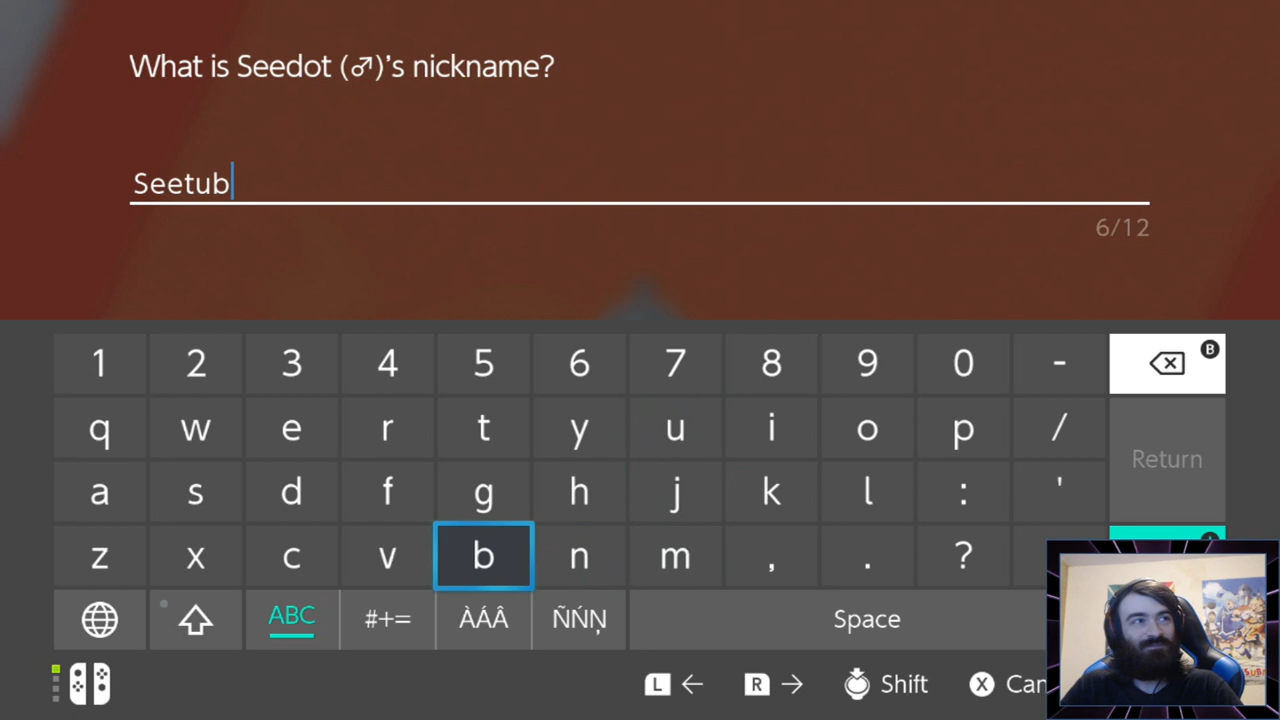 What is Seedot (♂)'s nickname?
Seetub
6/12
1 2 3 4 5 6 7 8 9 0 - B
q w e r t y u i o p /
Return
a s d f g h j k l : '
z x c v b n m , . ?
ABC #+= ÀÁÂ ÑŃŅ Space
L ← R → Shift X Can